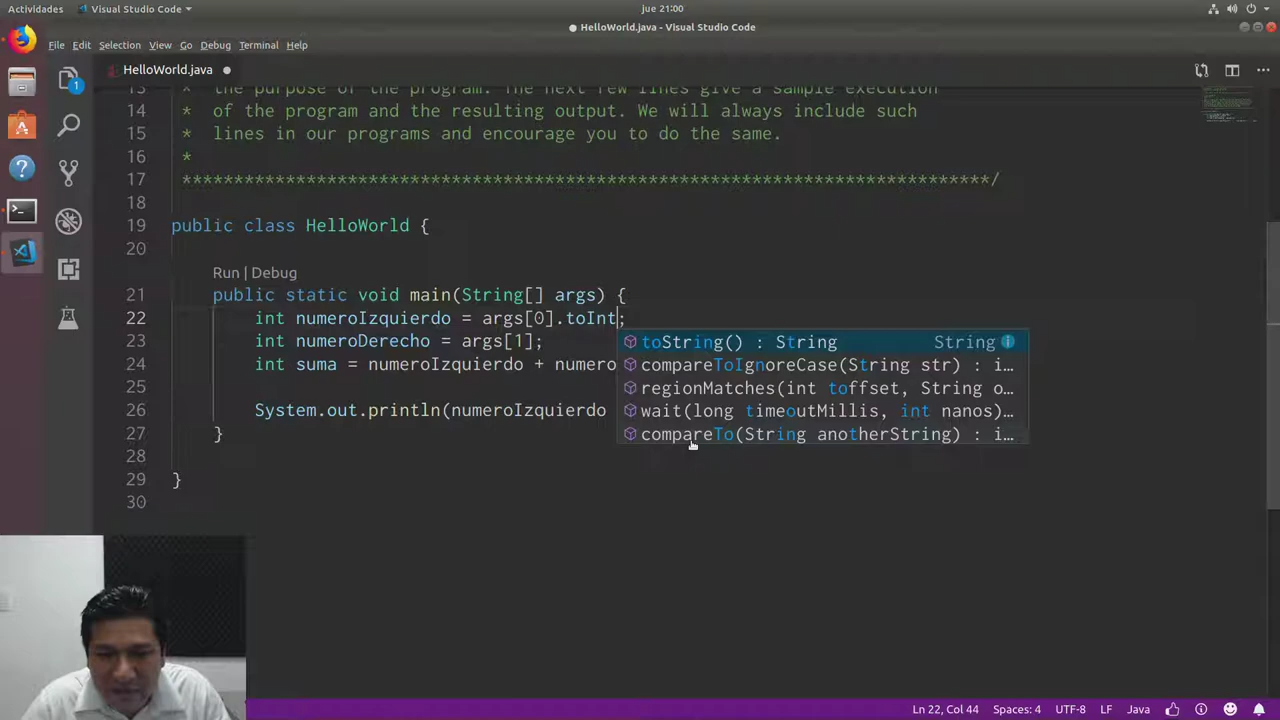 Actividades
Visual Studio Code
jue 21:00
HelloWorld.java - Visual Studio Code
File Edit Selection View Go Debug Terminal Help
HelloWorld.java
1
13 * the purpose of the program. The next few lines give a sample execution
14 * of the program and the resulting output. We will always include such
15 * lines in our programs and encourage you to do the same.
16 *
17 ******************************************************************************/
18
19 public class HelloWorld {
20
Run | Debug
21 public static void main(String[] args) {
22 int numeroIzquierdo = args[0].toInt;
23 int numeroDerecho = args[1];
24 int suma = numeroIzquierdo + numero
25
26 System.out.println(numeroIzquierdo
27 }
28
29 }
30
toString() : String String
compareToIgnoreCase(String str) : i...
regionMatches(int toffset, String o...
wait(long timeoutMillis, int nanos)...
compareTo(String anotherString) : i...
Ln 22, Col 44 Spaces: 4 UTF-8 LF Java